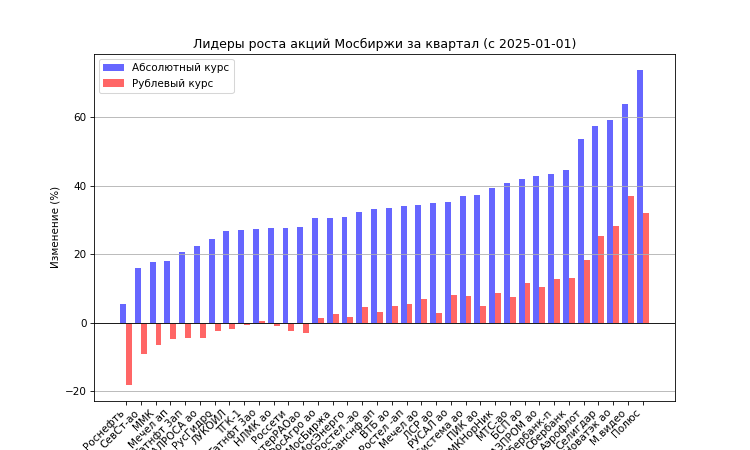 Лидеры роста акций Мосбиржи за квартал (с 2025-01-01)
Абсолютный курс
Рублевый курс
Изменение (%)
60
40
20
0
−20
Роснефть
СевСт-ао
ММК
Мечел ап
АЛРОСА ао
РусГидро
ЛУКОЙЛ
ТГК-1
НЛМК ао
Россети
Ростел -ао
ВТБ ао
Ростел -ап
Мечел ао
ЛСР ао
РУСАЛ ао
ПИК ао
МТС-ао
БСП ао
Сбербанк
Аэрофлот
Селигдар
М.видео
Полюс